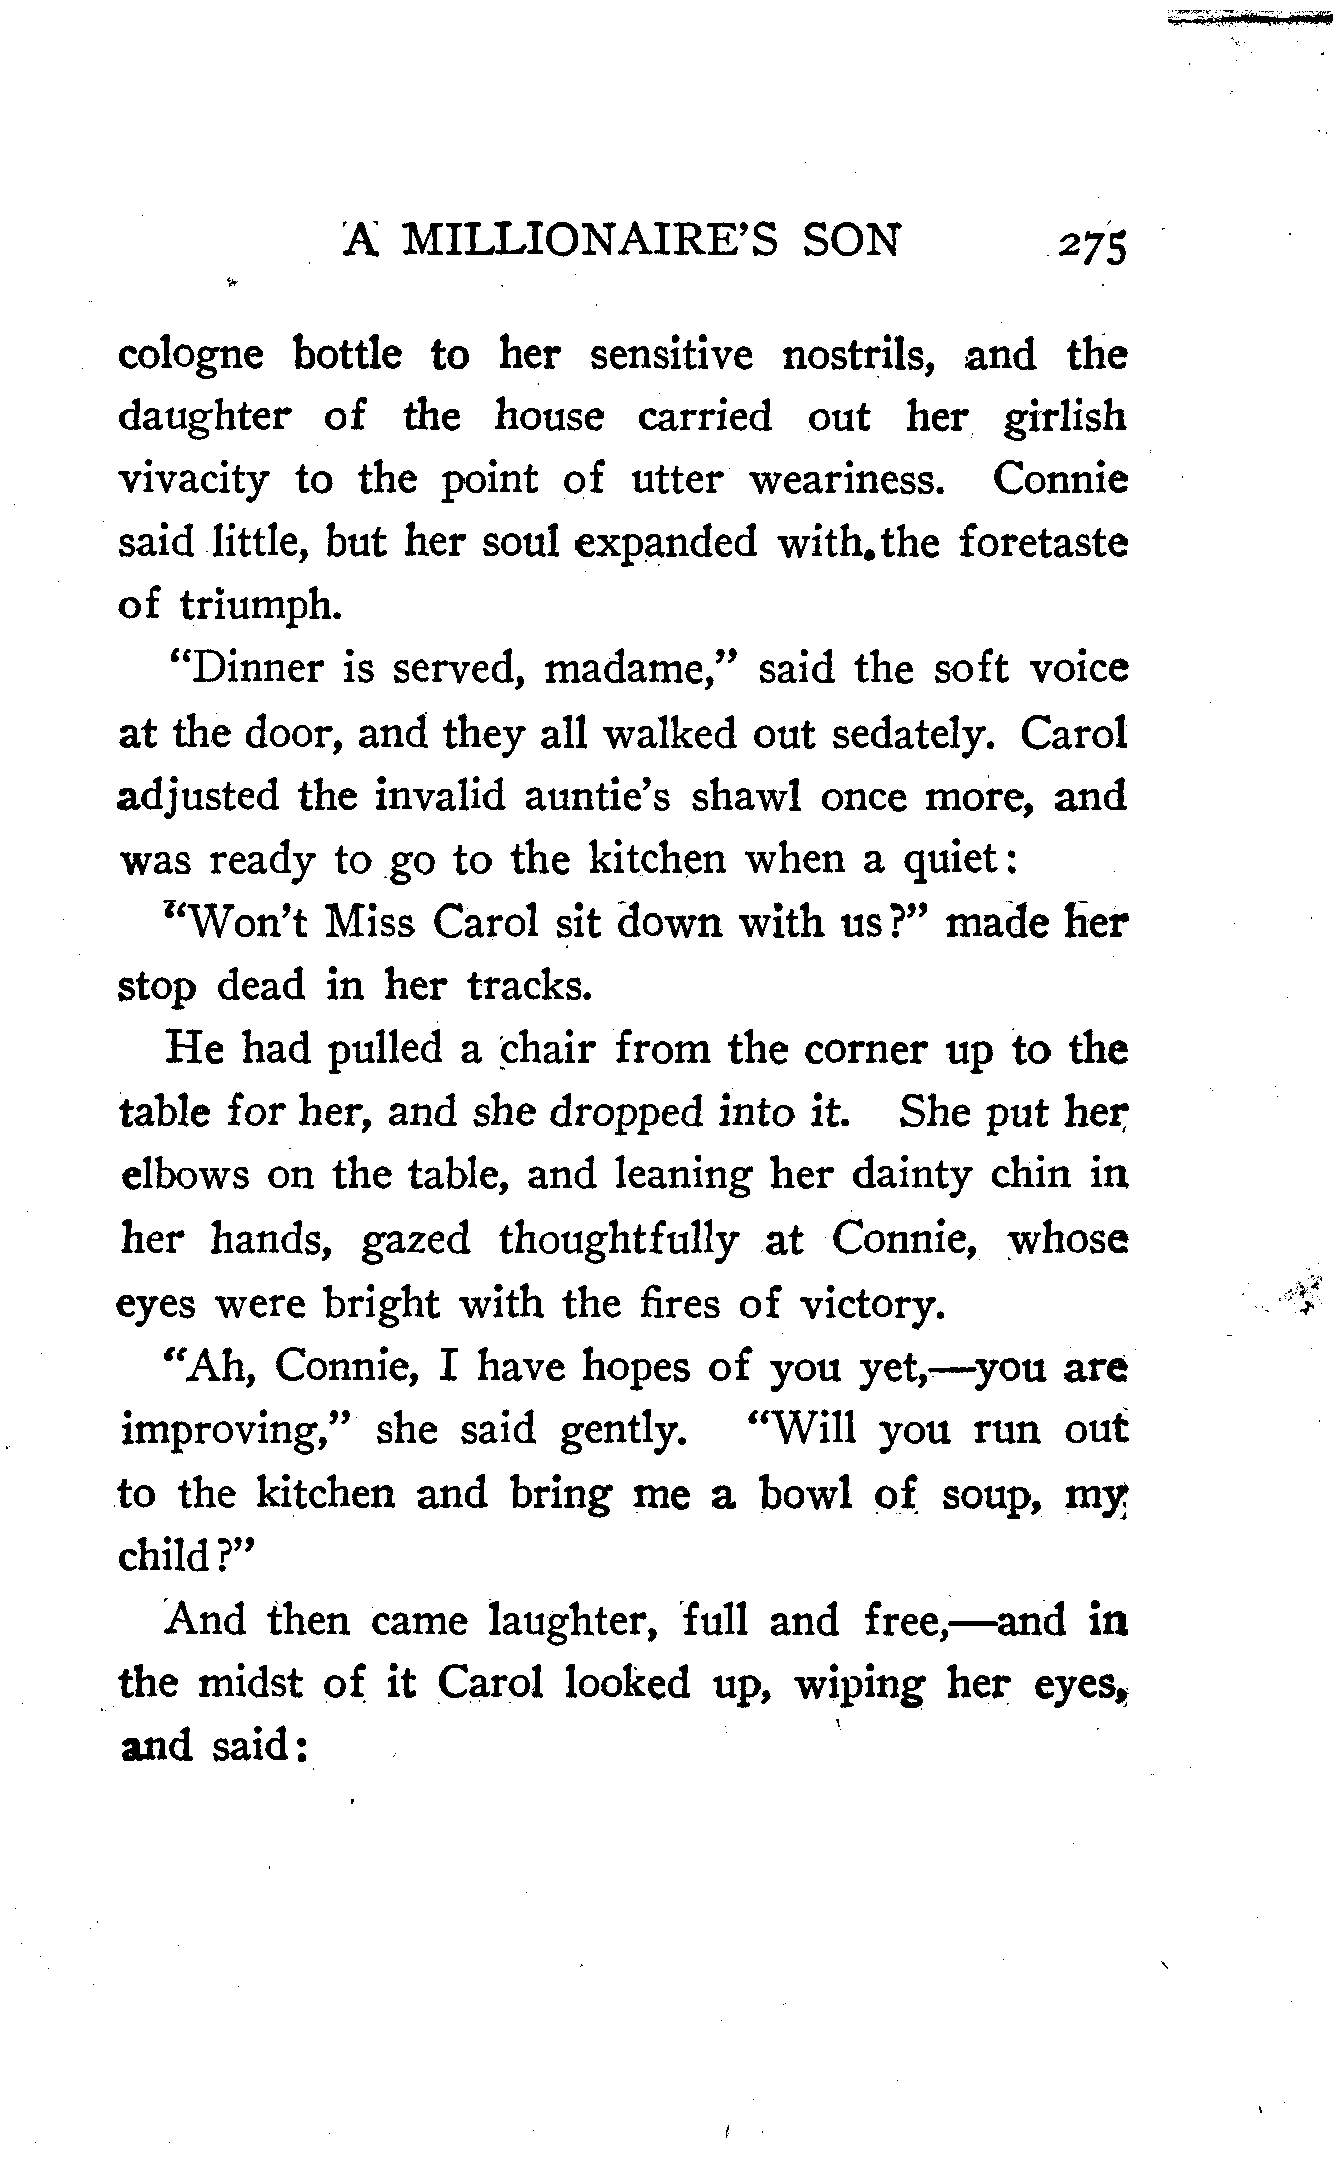 A MILLIONAIRE'S SON 275
cologne bottle to her sensitive nostrils, and the
daughter of the house carried out her girlish
vivacity to the point of utter weariness. Connie
said little, but her soul expanded with the foretaste
of triumph.
“Dinner is served, madame,” said the soft voice
at the door, and they all walked out sedately. Carol
adjusted the invalid auntie's shawl once more, and
was ready to go to the kitchen when a quiet:
“Won't Miss Carol sit down with us?” made her
stop dead in her tracks.
He had pulled a chair from the corner up to the
table for her, and she dropped into it. She put her
elbows on the table, and leaning her dainty chin in
her hands, gazed thoughtfully at Connie, whose
eyes were bright with the fires of victory.
“Ah, Connie, I have hopes of you yet,—you are
improving,” she said gently. “Will you run out
to the kitchen and bring me a bowl of soup, my
child?”
And then came laughter, full and free,—and in
the midst of it Carol looked up, wiping her eyes,
and said: